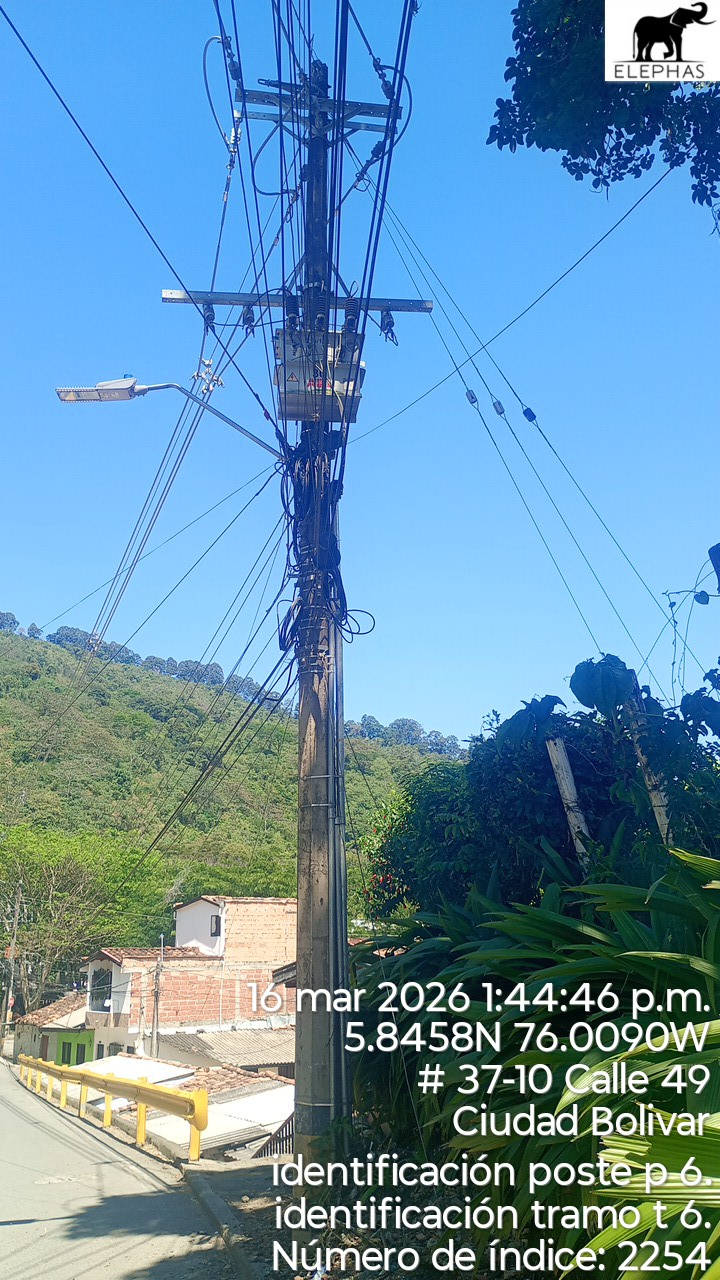 ELEPHAS
16 mar 2026 1:44:46 p.m.
5.8458N 76.0090W
# 37-10 Calle 49
Ciudad Bolivar
identificación poste p 6.
identificación tramo t 6.
Número de índice: 2254